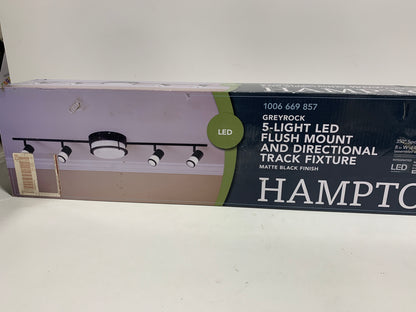 1006 669 857
GREYROCK
5-LIGHT LED
FLUSH MOUNT
AND DIRECTIONAL
TRACK FIXTURE
MATTE BLACK FINISH
HAMPTO
LED
LED